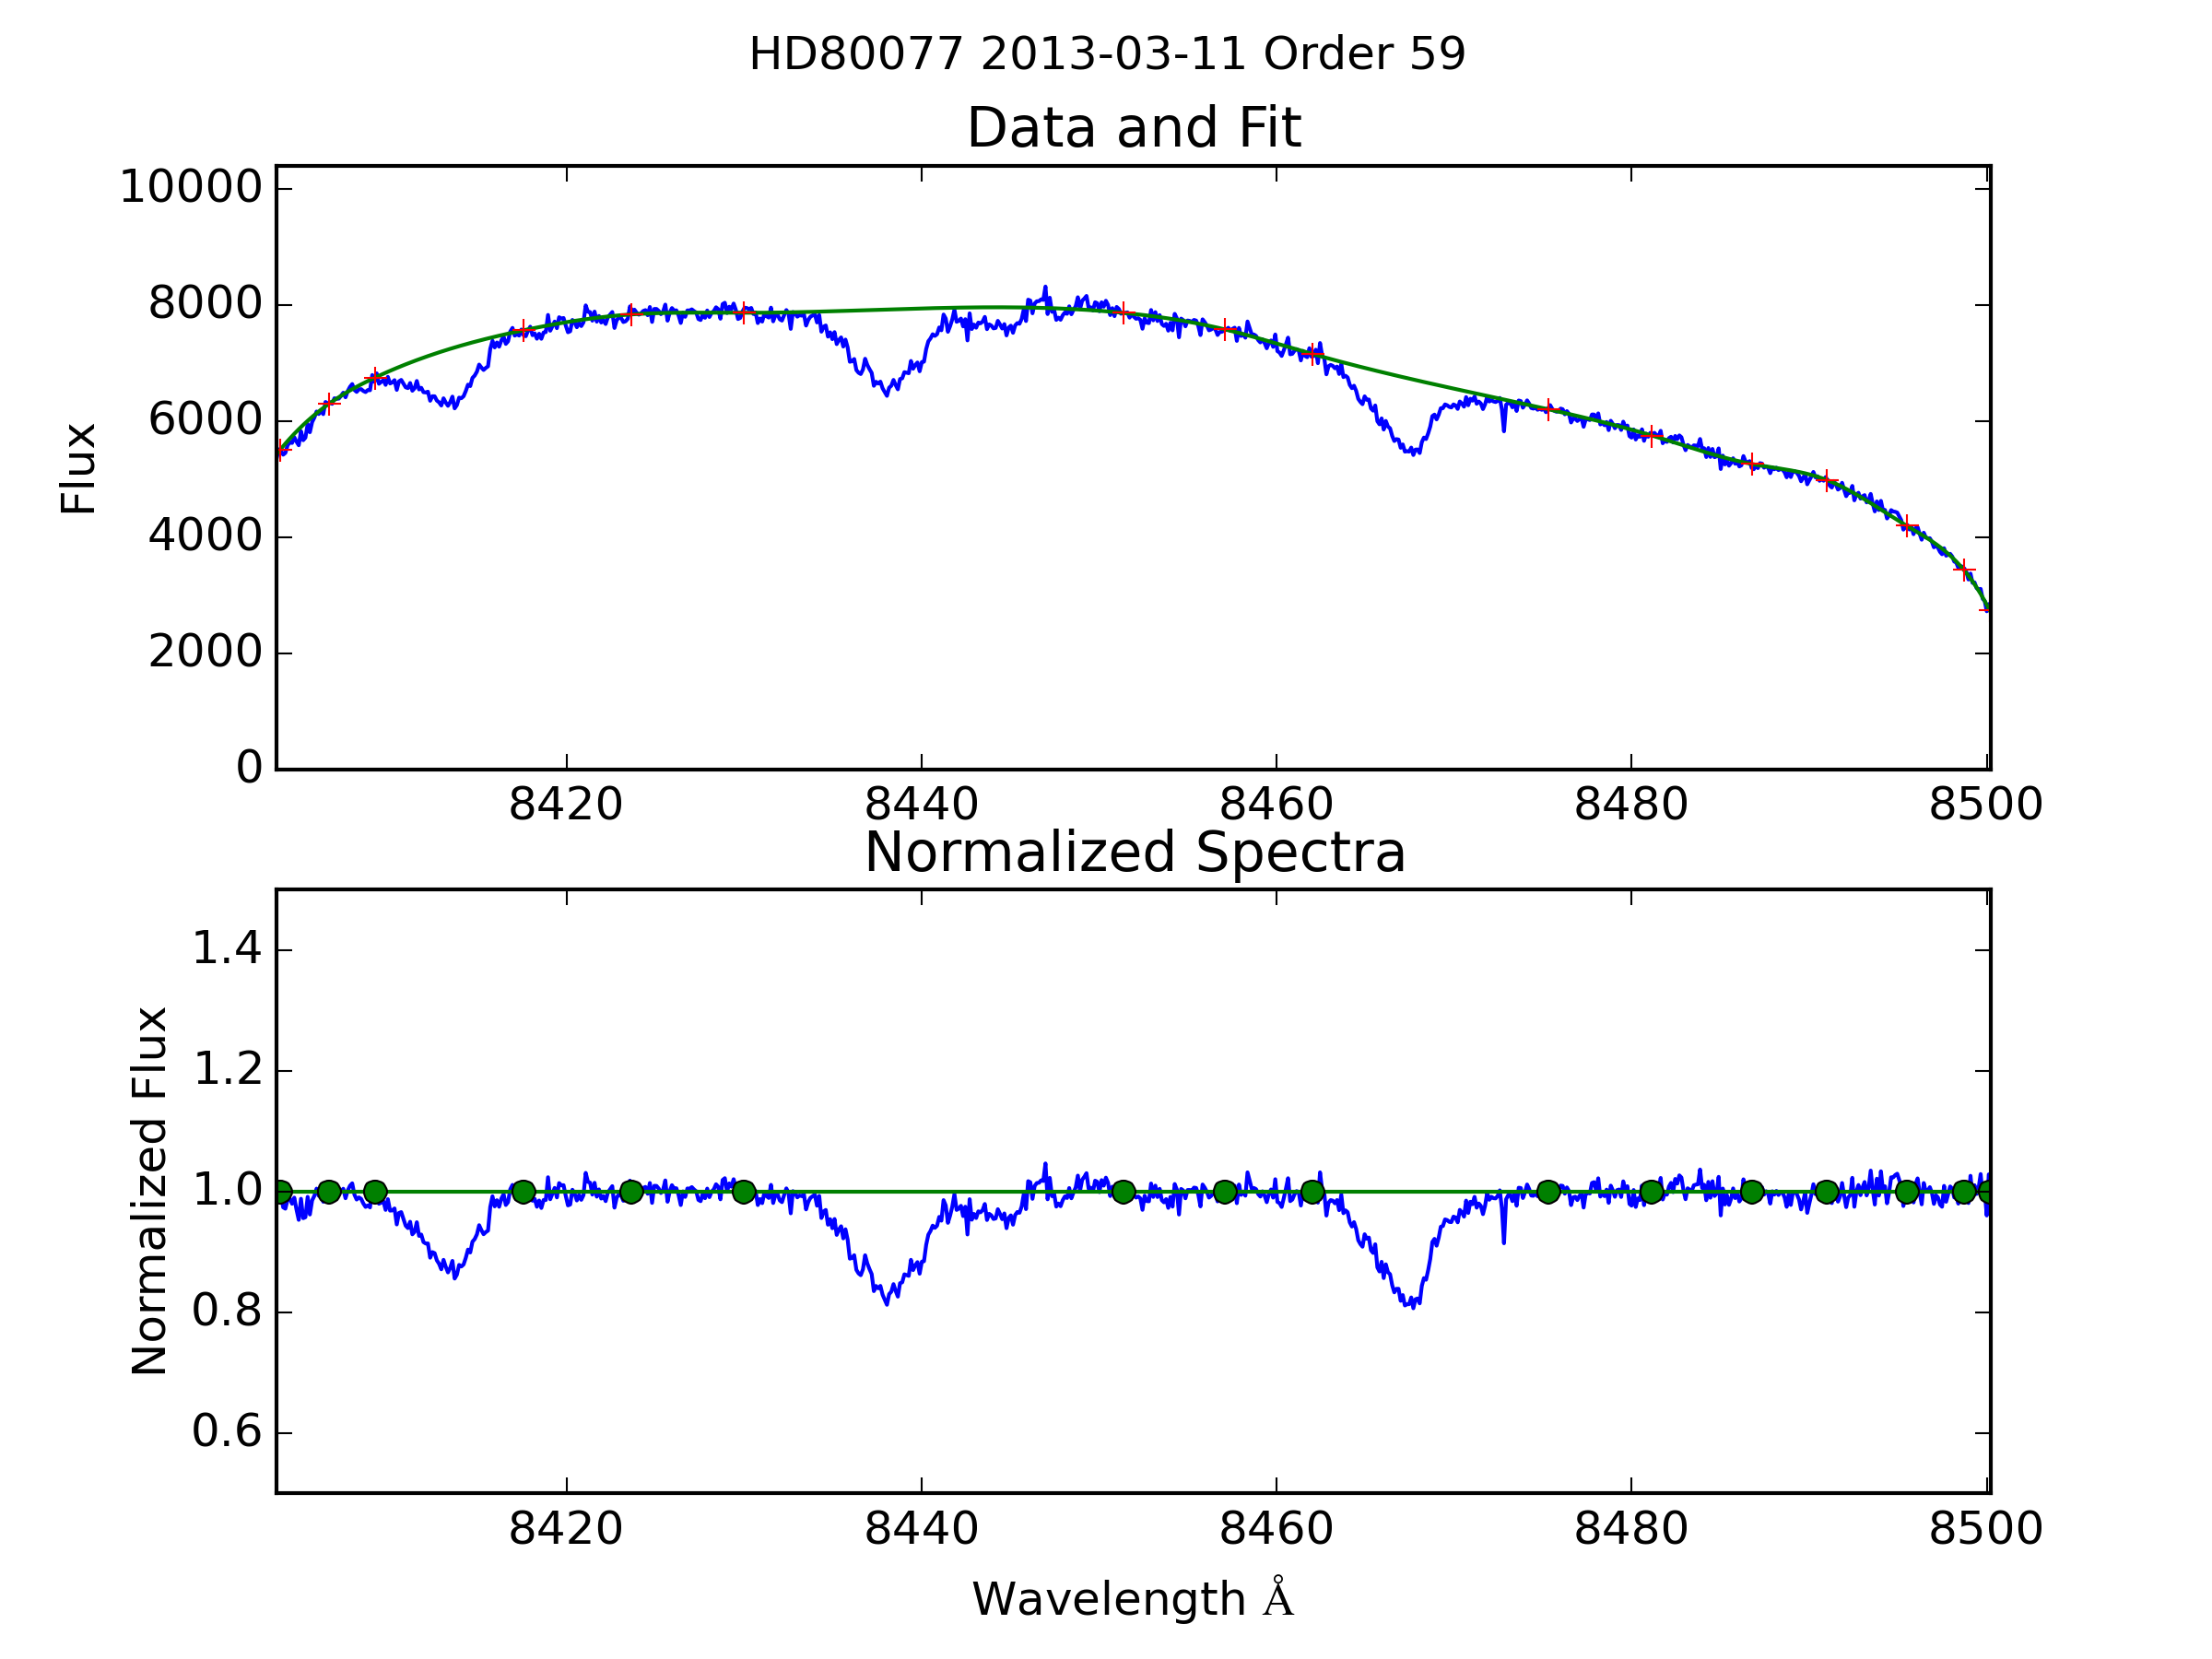 HD80077 2013-03-11 Order 59
Data and Fit
10000
8000
6000
4000
2000
0
Flux
8420 8440 8460 8480 8500
Normalized Spectra
1.4
1.2
1.0
0.8
0.6
Normalized Flux
8420 8440 8460 8480 8500
Wavelength Å